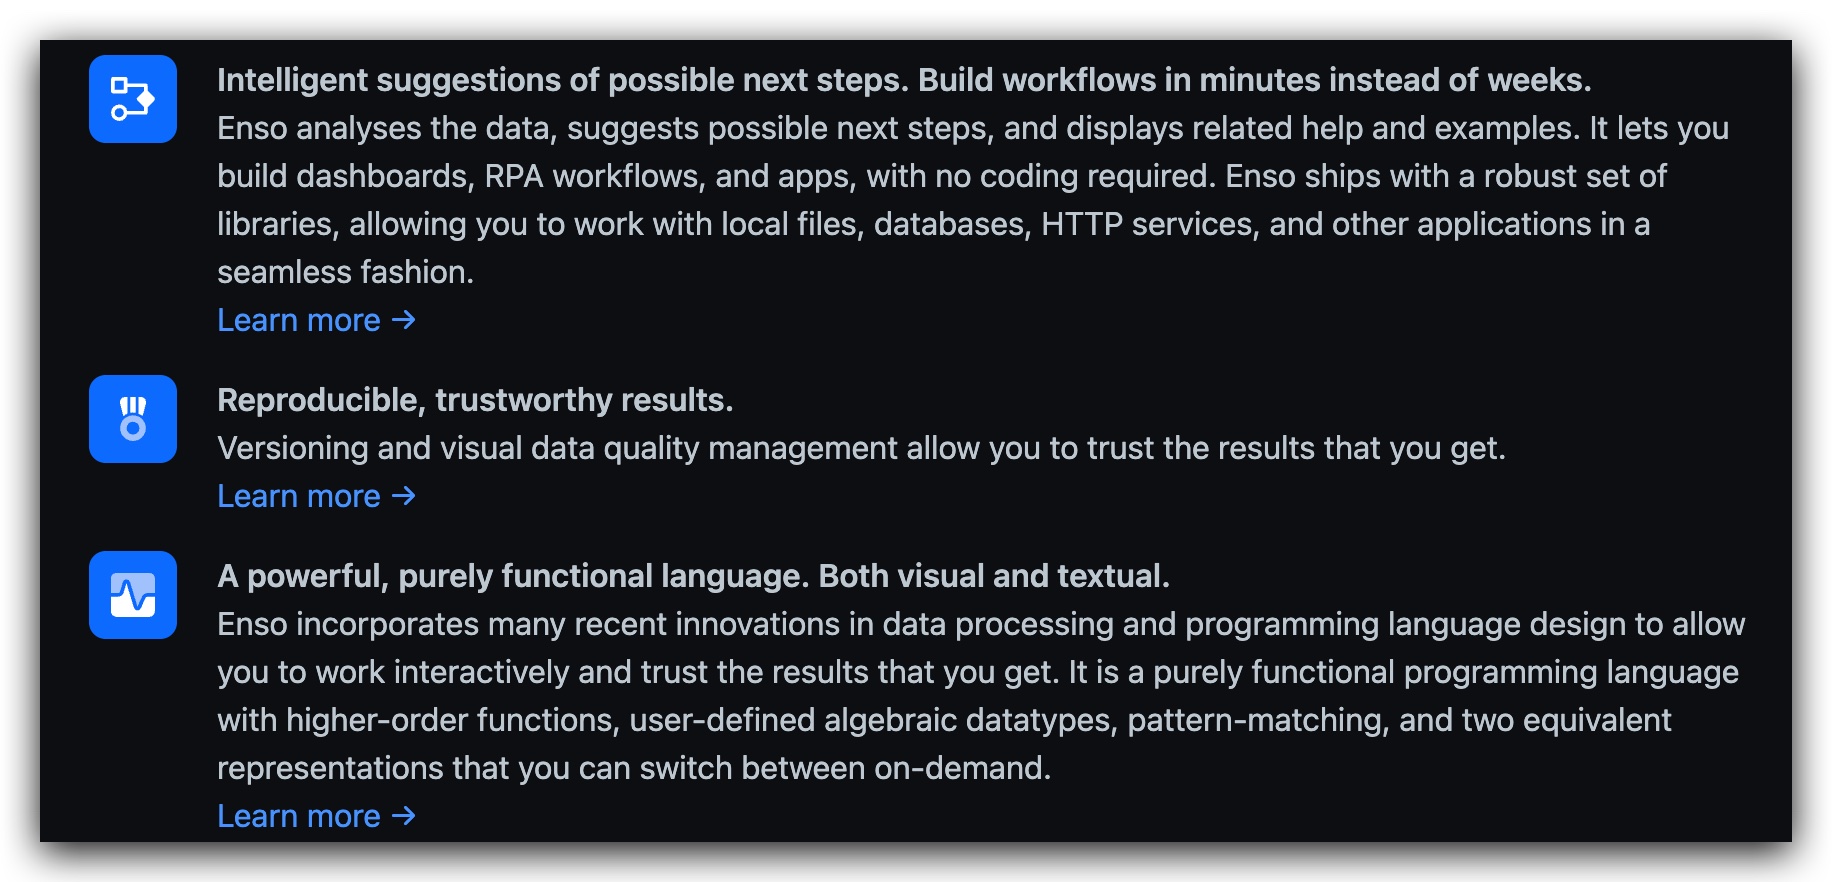 Intelligent suggestions of possible next steps. Build workflows in minutes instead of weeks.
Enso analyses the data, suggests possible next steps, and displays related help and examples. It lets you
build dashboards, RPA workflows, and apps, with no coding required. Enso ships with a robust set of
libraries, allowing you to work with local files, databases, HTTP services, and other applications in a
seamless fashion.
Learn more →
Reproducible, trustworthy results.
Versioning and visual data quality management allow you to trust the results that you get.
Learn more →
A powerful, purely functional language. Both visual and textual.
Enso incorporates many recent innovations in data processing and programming language design to allow
you to work interactively and trust the results that you get. It is a purely functional programming language
with higher-order functions, user-defined algebraic datatypes, pattern-matching, and two equivalent
representations that you can switch between on-demand.
Learn more →